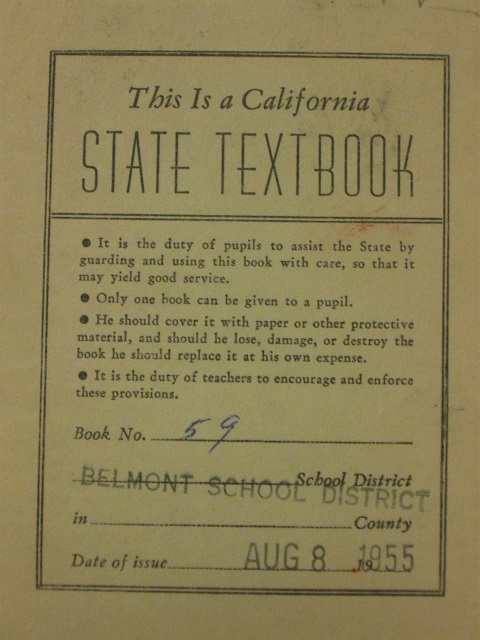 This Is a California
STATE TEXTBOOK
● It is the duty of pupils to assist the State by
guarding and using this book with care, so that it
may yield good service.
● Only one book can be given to a pupil.
● He should cover it with paper or other protective
material, and should he lose, damage, or destroy the
book he should replace it at his own expense.
● It is the duty of teachers to encourage and enforce
these provisions.
Book No. 59
School District
BELMONT SCHOOL DISTRICT
in County
Date of issue AUG 8 1955